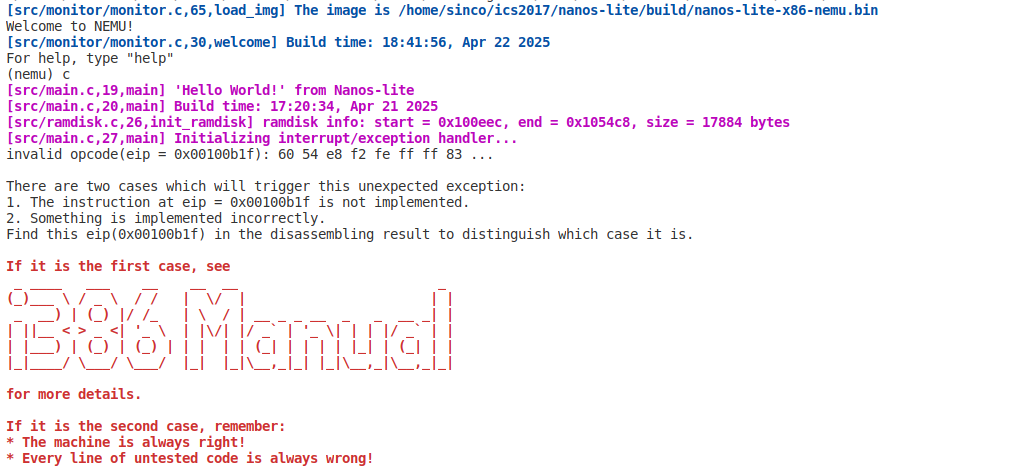 [src/monitor/monitor.c,65,load_img] The image is /home/sinco/ics2017/nanos-lite/build/nanos-lite-x86-nemu.bin
Welcome to NEMU!
[src/monitor/monitor.c,30,welcome] Build time: 18:41:56, Apr 22 2025
For help, type "help"
(nemu) c
[src/main.c,19,main] 'Hello World!' from Nanos-lite
[src/main.c,20,main] Build time: 17:20:34, Apr 21 2025
[src/ramdisk.c,26,init_ramdisk] ramdisk info: start = 0x100eec, end = 0x1054c8, size = 17884 bytes
[src/main.c,27,main] Initializing interrupt/exception handler...
invalid opcode(eip = 0x00100b1f): 60 54 e8 f2 fe ff ff 83 ...
There are two cases which will trigger this unexpected exception:
1. The instruction at eip = 0x00100b1f is not implemented.
2. Something is implemented incorrectly.
Find this eip(0x00100b1f) in the disassembling result to distinguish which case it is.
If it is the first case, see
i386 Manual
for more details.
If it is the second case, remember:
* The machine is always right!
* Every line of untested code is always wrong!